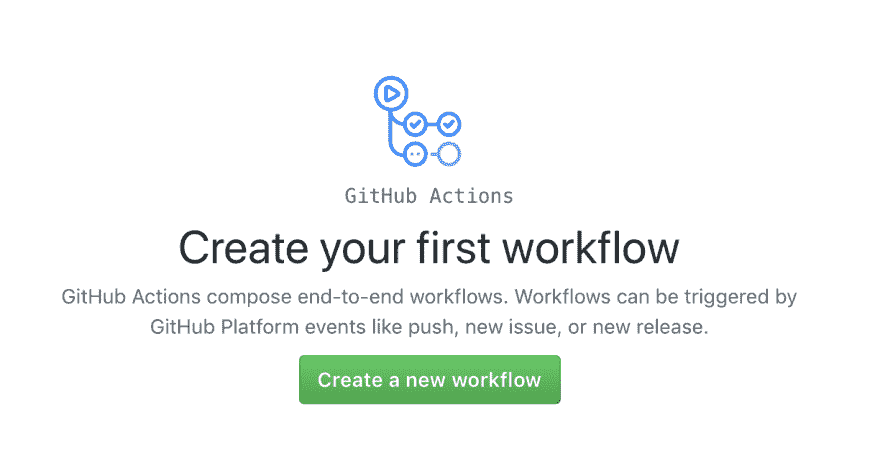 GitHub Actions
Create your first workflow
GitHub Actions compose end-to-end workflows. Workflows can be triggered by
GitHub Platform events like push, new issue, or new release.
Create a new workflow